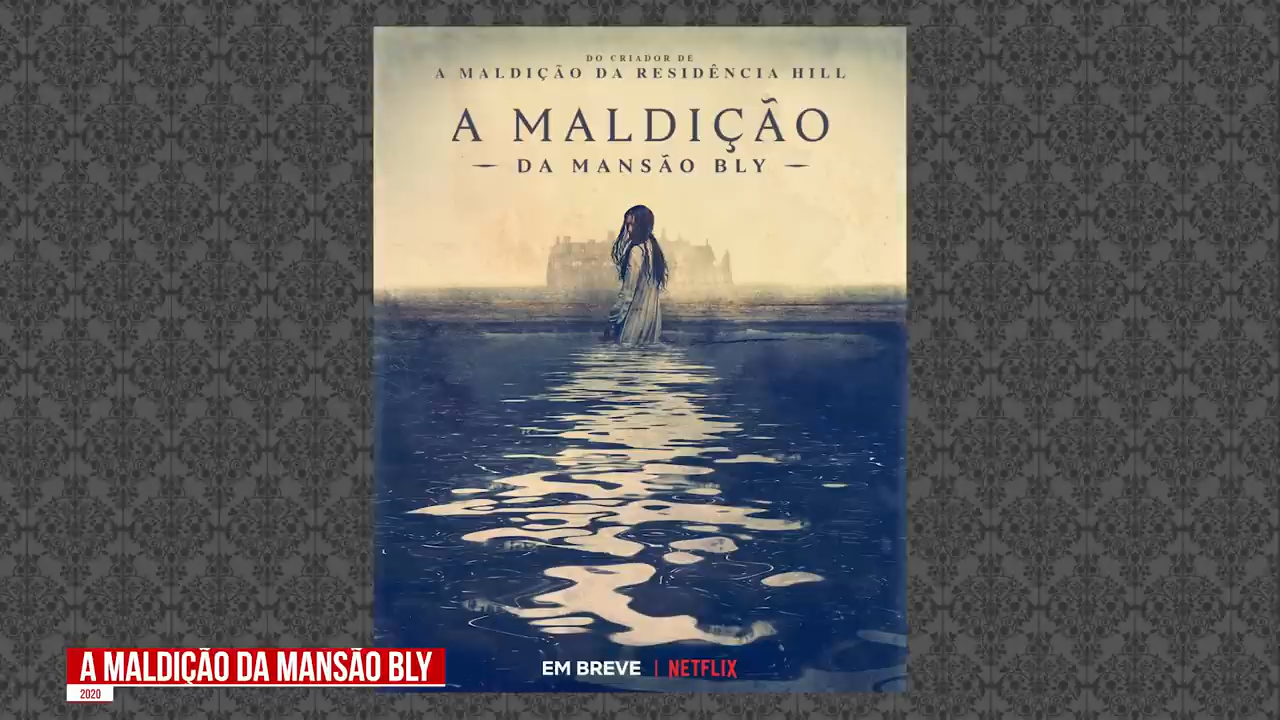 DO CRIADOR DE
A MALDIÇÃO DA RESIDÊNCIA HILL
A MALDIÇÃO
DA MANSÃO BLY
EM BREVE | NETFLIX
A MALDIÇÃO DA MANSÃO BLY
2020